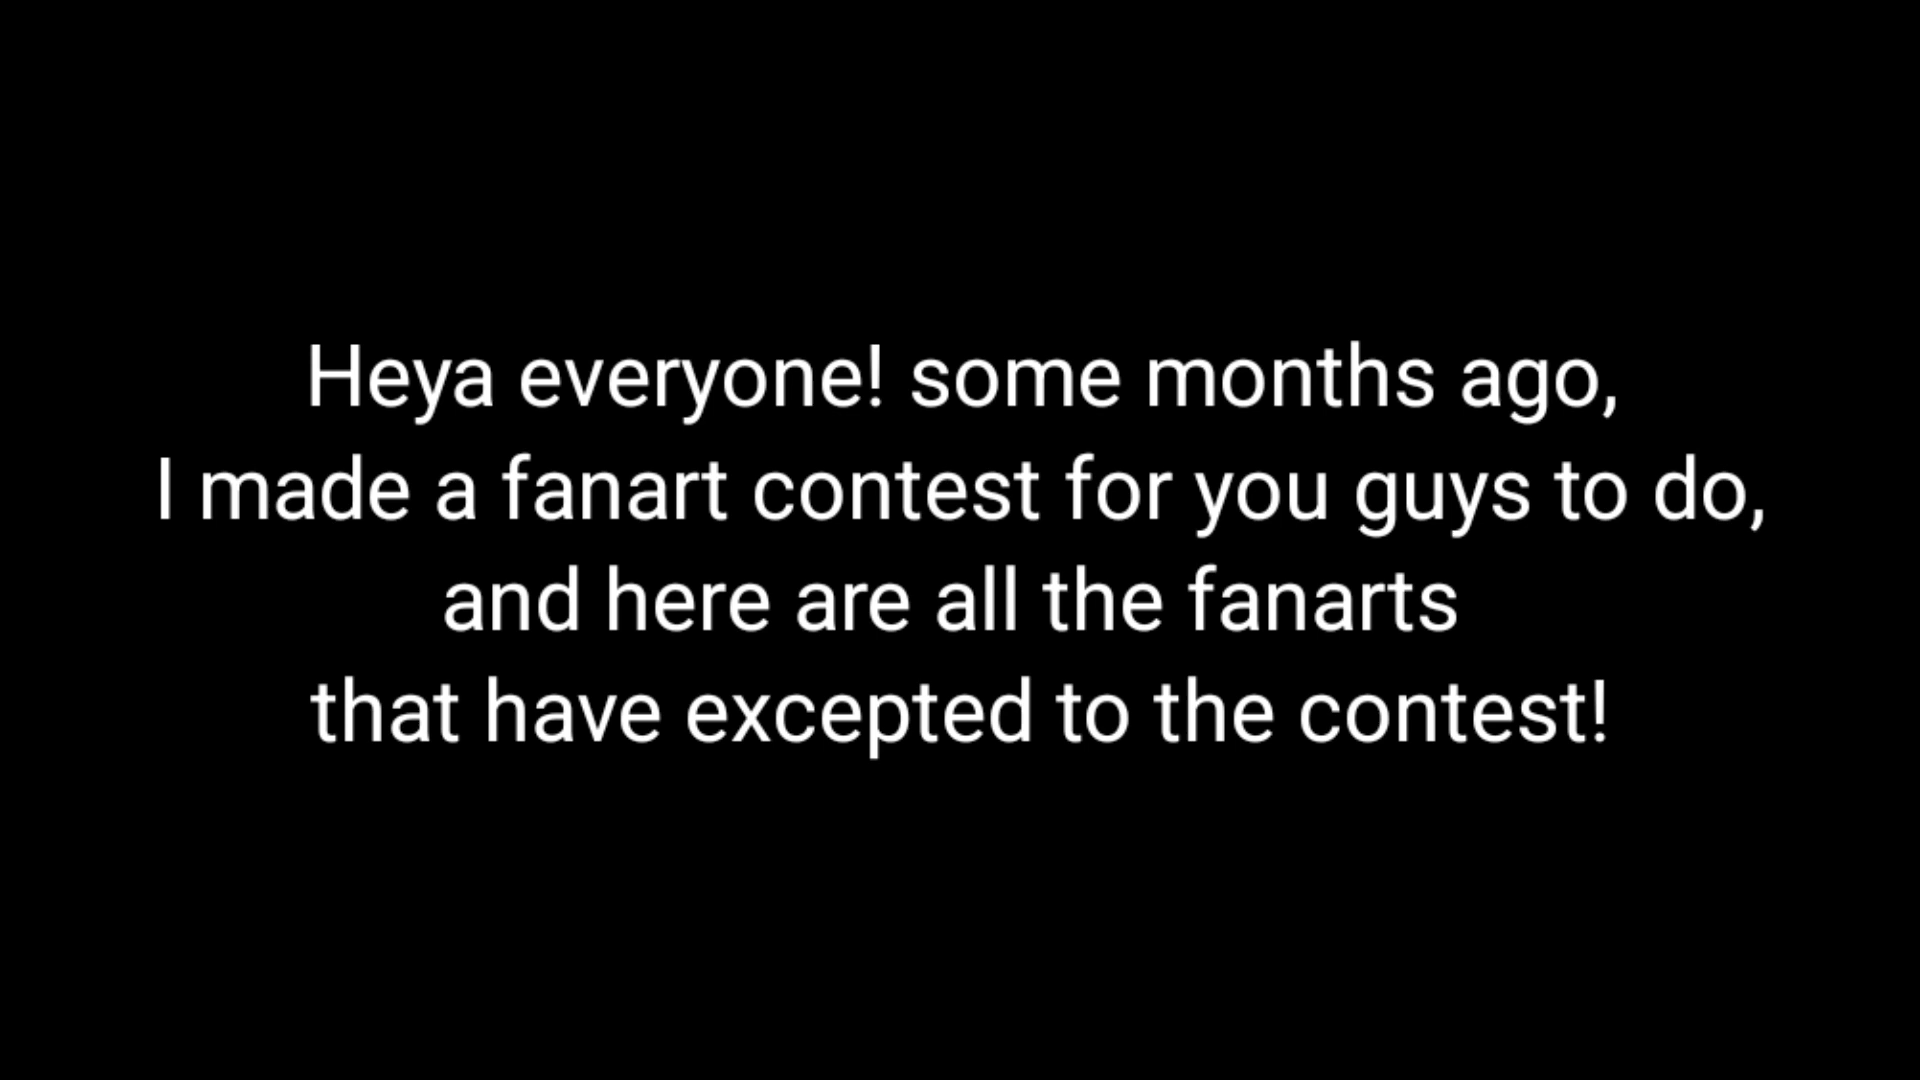 Heya everyone! some months ago,
I made a fanart contest for you guys to do,
and here are all the fanarts
that have excepted to the contest!